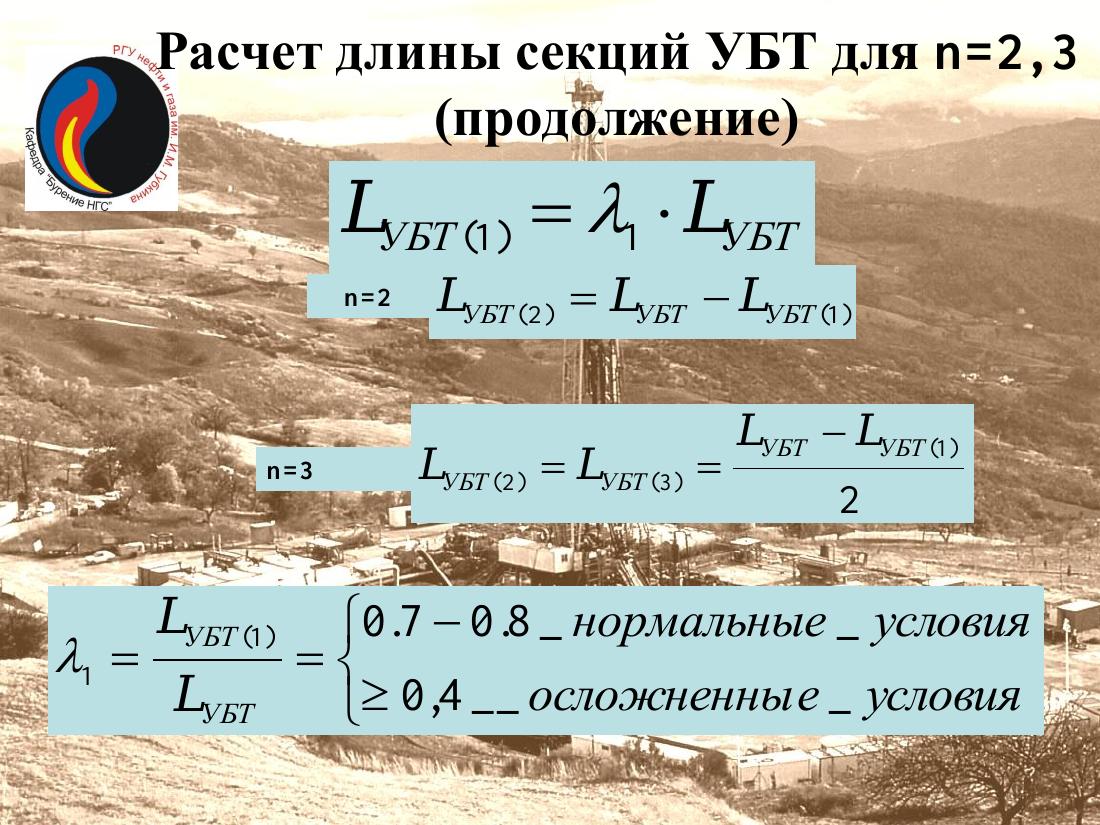 Расчет длины секций УБТ для n=2,3
(продолжение)
РГУ нефти и газа им. И.М. Губкина
Кафедра "Бурение НГС"
L_УБТ(1) = λ_1 · L_УБТ
n=2 L_УБТ(2) = L_УБТ − L_УБТ(1)
n=3 L_УБТ(2) = L_УБТ(3) = (L_УБТ − L_УБТ(1)) / 2
λ_1 = L_УБТ(1) / L_УБТ = { 0.7 − 0.8 _ нормальные _ условия
≥ 0,4 _ _ осложненные _ условия